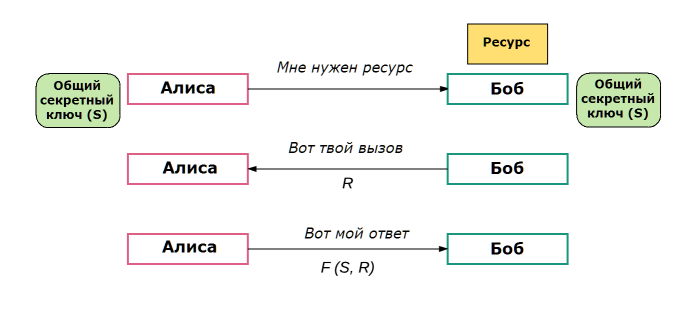 Ресурс
Мне нужен ресурс
Общий
секретный
ключ (S)
Алиса
Боб
Общий
секретный
ключ (S)
Вот твой вызов
Алиса
Боб
R
Вот мой ответ
Алиса
Боб
F (S, R)